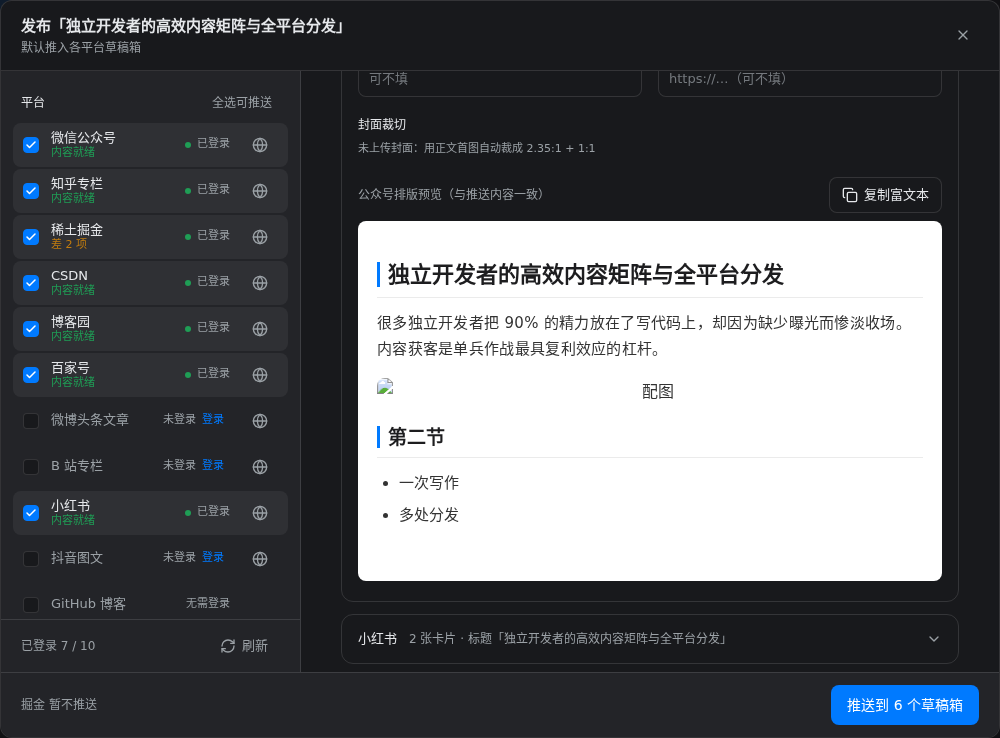 发布「独立开发者的高效内容矩阵与全平台分发」
默认推入各平台草稿箱
平台
全选可推送
微信公众号
内容就绪
已登录
知乎专栏
内容就绪
已登录
稀土掘金
差 2 项
已登录
CSDN
内容就绪
已登录
博客园
内容就绪
已登录
百家号
内容就绪
已登录
微博头条文章
未登录 登录
B 站专栏
未登录 登录
小红书
内容就绪
已登录
抖音图文
未登录 登录
GitHub 博客
无需登录
已登录 7 / 10
刷新
可不填
https://…（可不填）
封面裁切
未上传封面：用正文首图自动裁成 2.35:1 + 1:1
公众号排版预览（与推送内容一致）
复制富文本
独立开发者的高效内容矩阵与全平台分发
很多独立开发者把 90% 的精力放在了写代码上，却因为缺少曝光而惨淡收场。
内容获客是单兵作战最具复利效应的杠杆。
配图
第二节
一次写作
多处分发
小红书 2 张卡片 · 标题「独立开发者的高效内容矩阵与全平台分发」
掘金 暂不推送
推送到 6 个草稿箱